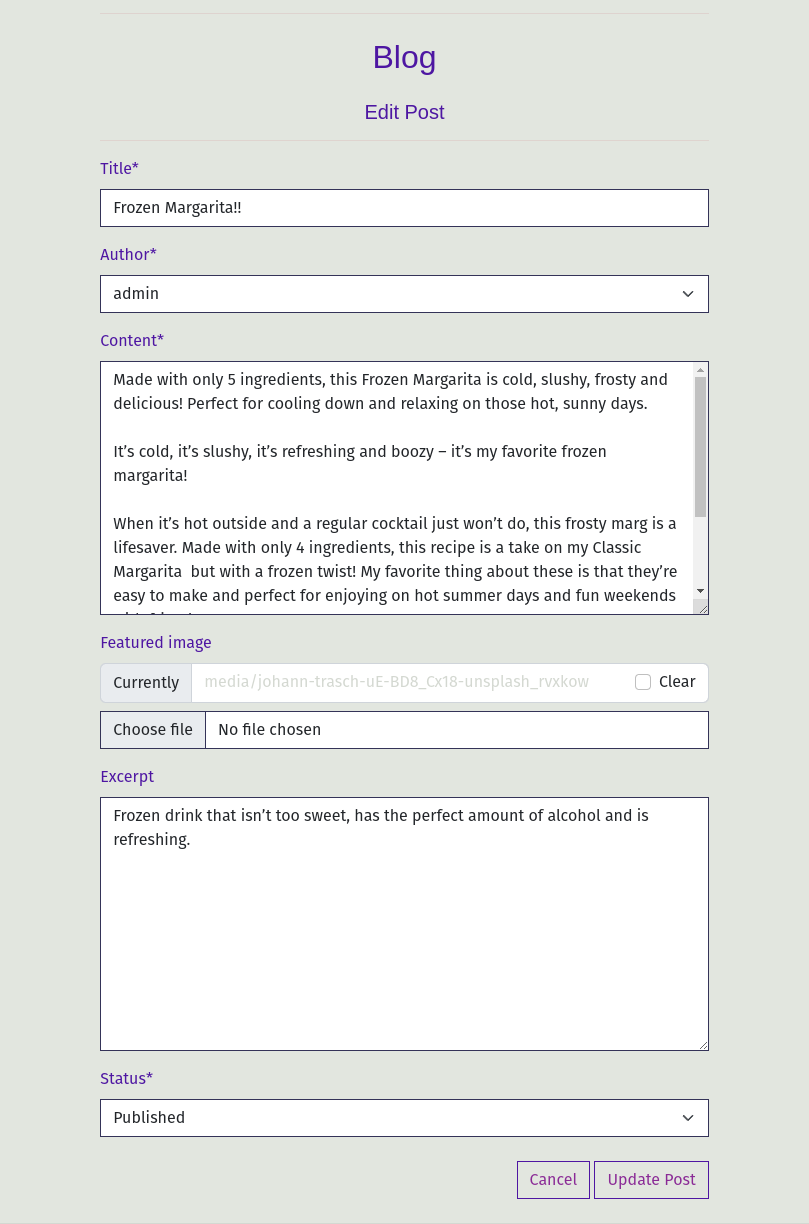 Blog
Edit Post
Title*
Frozen Margarita!!
Author*
admin
Content*
Made with only 5 ingredients, this Frozen Margarita is cold, slushy, frosty and
delicious! Perfect for cooling down and relaxing on those hot, sunny days.
It’s cold, it’s slushy, it’s refreshing and boozy – it’s my favorite frozen
margarita!
When it’s hot outside and a regular cocktail just won’t do, this frosty marg is a
lifesaver. Made with only 4 ingredients, this recipe is a take on my Classic
Margarita  but with a frozen twist! My favorite thing about these is that they’re
easy to make and perfect for enjoying on hot summer days and fun weekends
Featured image
Currently media/johann-trasch-uE-BD8_Cx18-unsplash_rvxkow Clear
Choose file No file chosen
Excerpt
Frozen drink that isn’t too sweet, has the perfect amount of alcohol and is
refreshing.
Status*
Published
Cancel Update Post